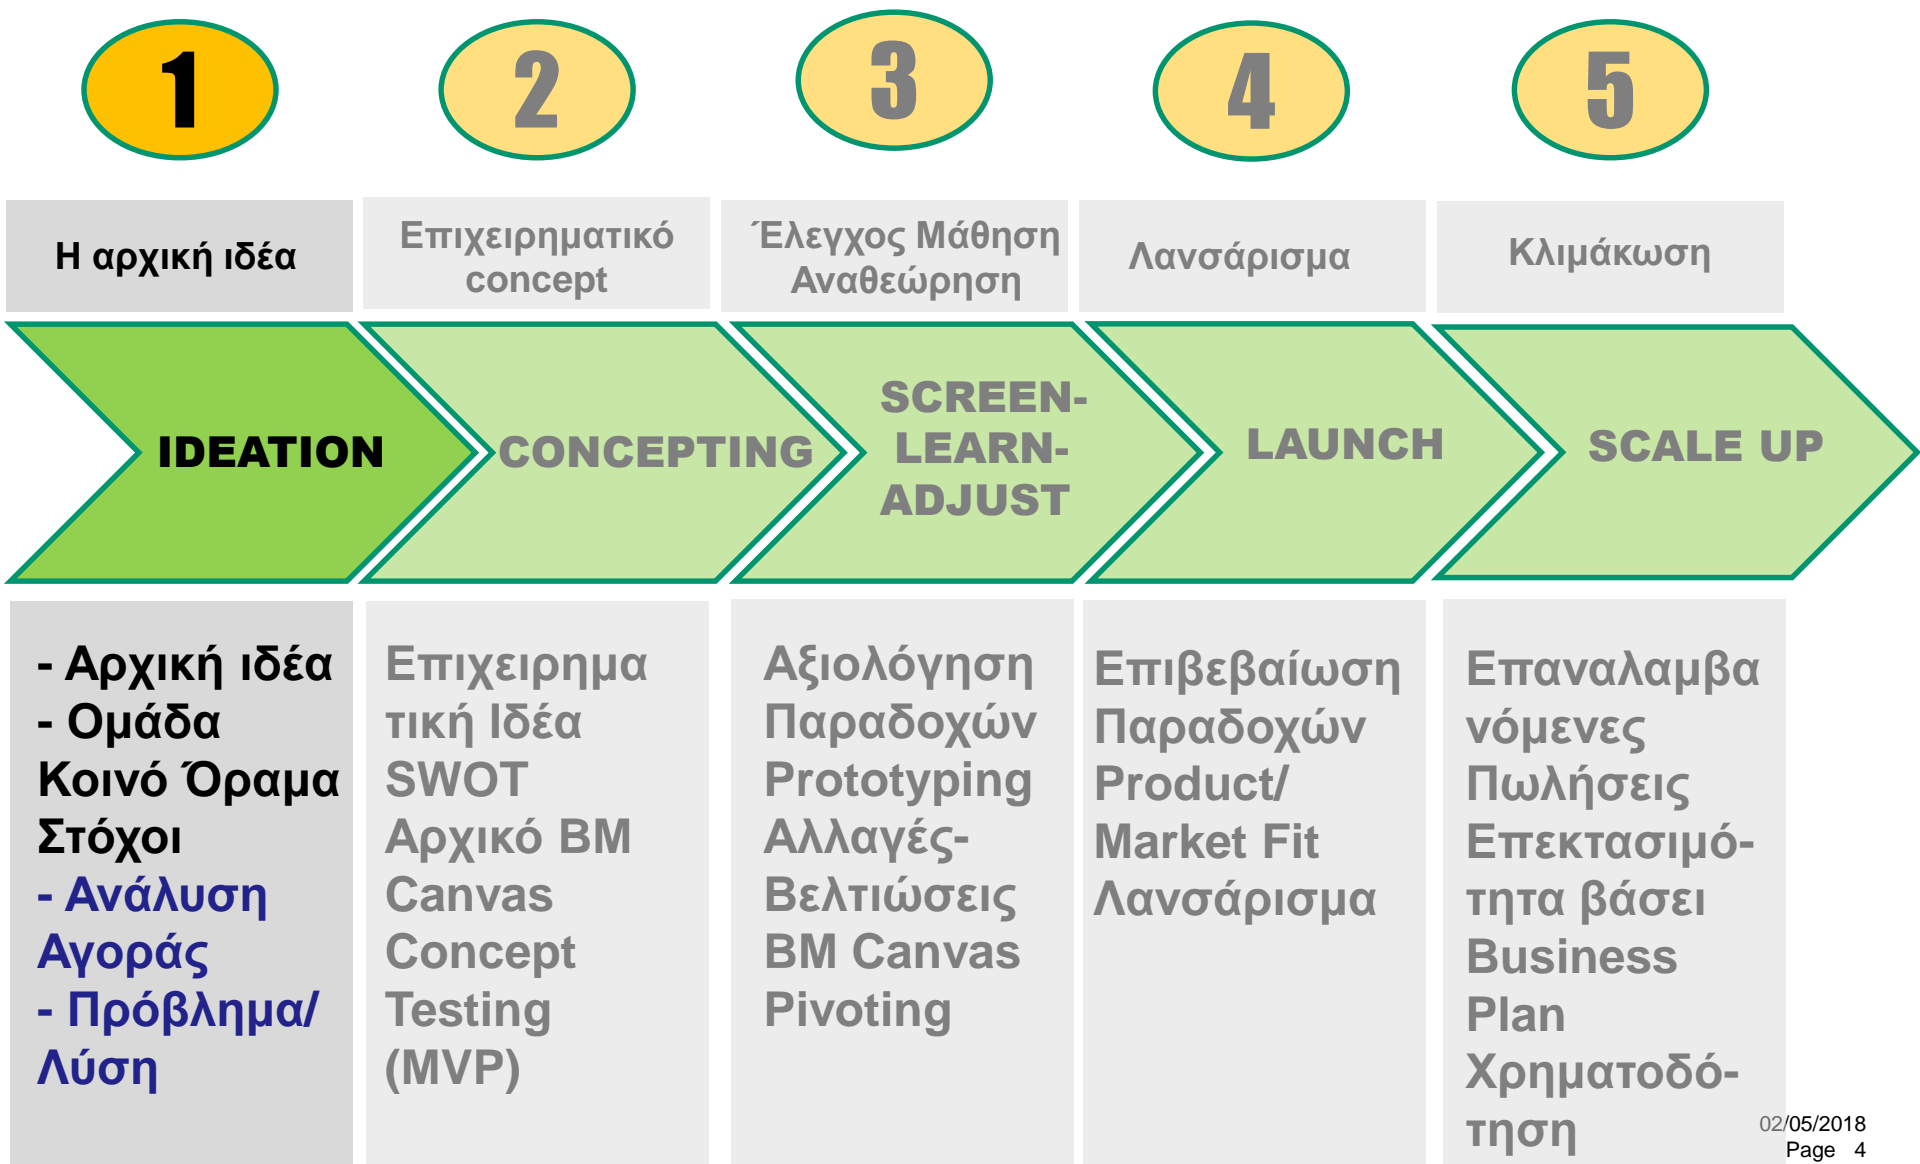 1
2
3
4
5
Η αρχική ιδέα
Επιχειρηματικό
concept
Έλεγχος Μάθηση
Αναθεώρηση
Λανσάρισμα
Κλιμάκωση
IDEATION
CONCEPTING
SCREEN-
LEARN-
ADJUST
LAUNCH
SCALE UP
- Αρχική ιδέα
- Ομάδα
Κοινό Όραμα
Στόχοι
- Ανάλυση
Αγοράς
- Πρόβλημα/
Λύση
Επιχειρημα
τική Ιδέα
SWOT
Αρχικό BM
Canvas
Concept
Testing
(MVP)
Αξιολόγηση
Παραδοχών
Prototyping
Αλλαγές-
Βελτιώσεις
BM Canvas
Pivoting
Επιβεβαίωση
Παραδοχών
Product/
Market Fit
Λανσάρισμα
Επαναλαμβα
νόμενες
Πωλήσεις
Επεκτασιμό-
τητα βάσει
Business
Plan
Χρηματοδό-
τηση
02/05/2018
Page 4